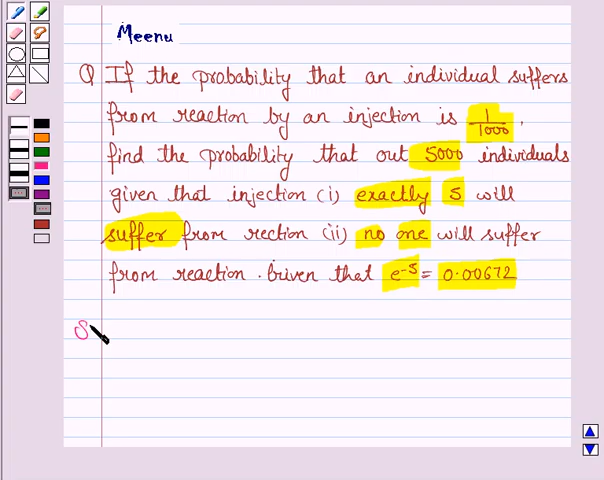 Meenu
Q If the probability that an individual suffers
from reaction by an injection is 1/1000,
find the probability that out 5000 individuals
given that injection (i) exactly 5 will
suffer from rection (ii) no one will suffer
from reaction. Given that e⁻⁵ = 0.00672
S